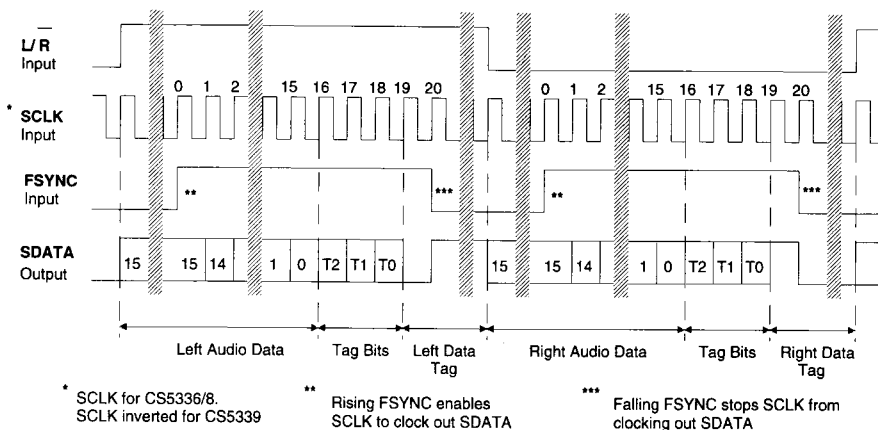 L/R
Input
0 1 2 15 16 17 18 19 20 0 1 2 15 16 17 18 19 20
* SCLK
Input
FSYNC
Input
** *** ** ***
SDATA
Output
15 15 14 1 0 T2 T1 T0 15 15 14 1 0 T2 T1 T0
Left Audio Data Tag Bits Left Data Tag Right Audio Data Tag Bits Right Data Tag
* SCLK for CS5336/8.
SCLK inverted for CS5339
** Rising FSYNC enables
SCLK to clock out SDATA
*** Falling FSYNC stops SCLK from
clocking out SDATA